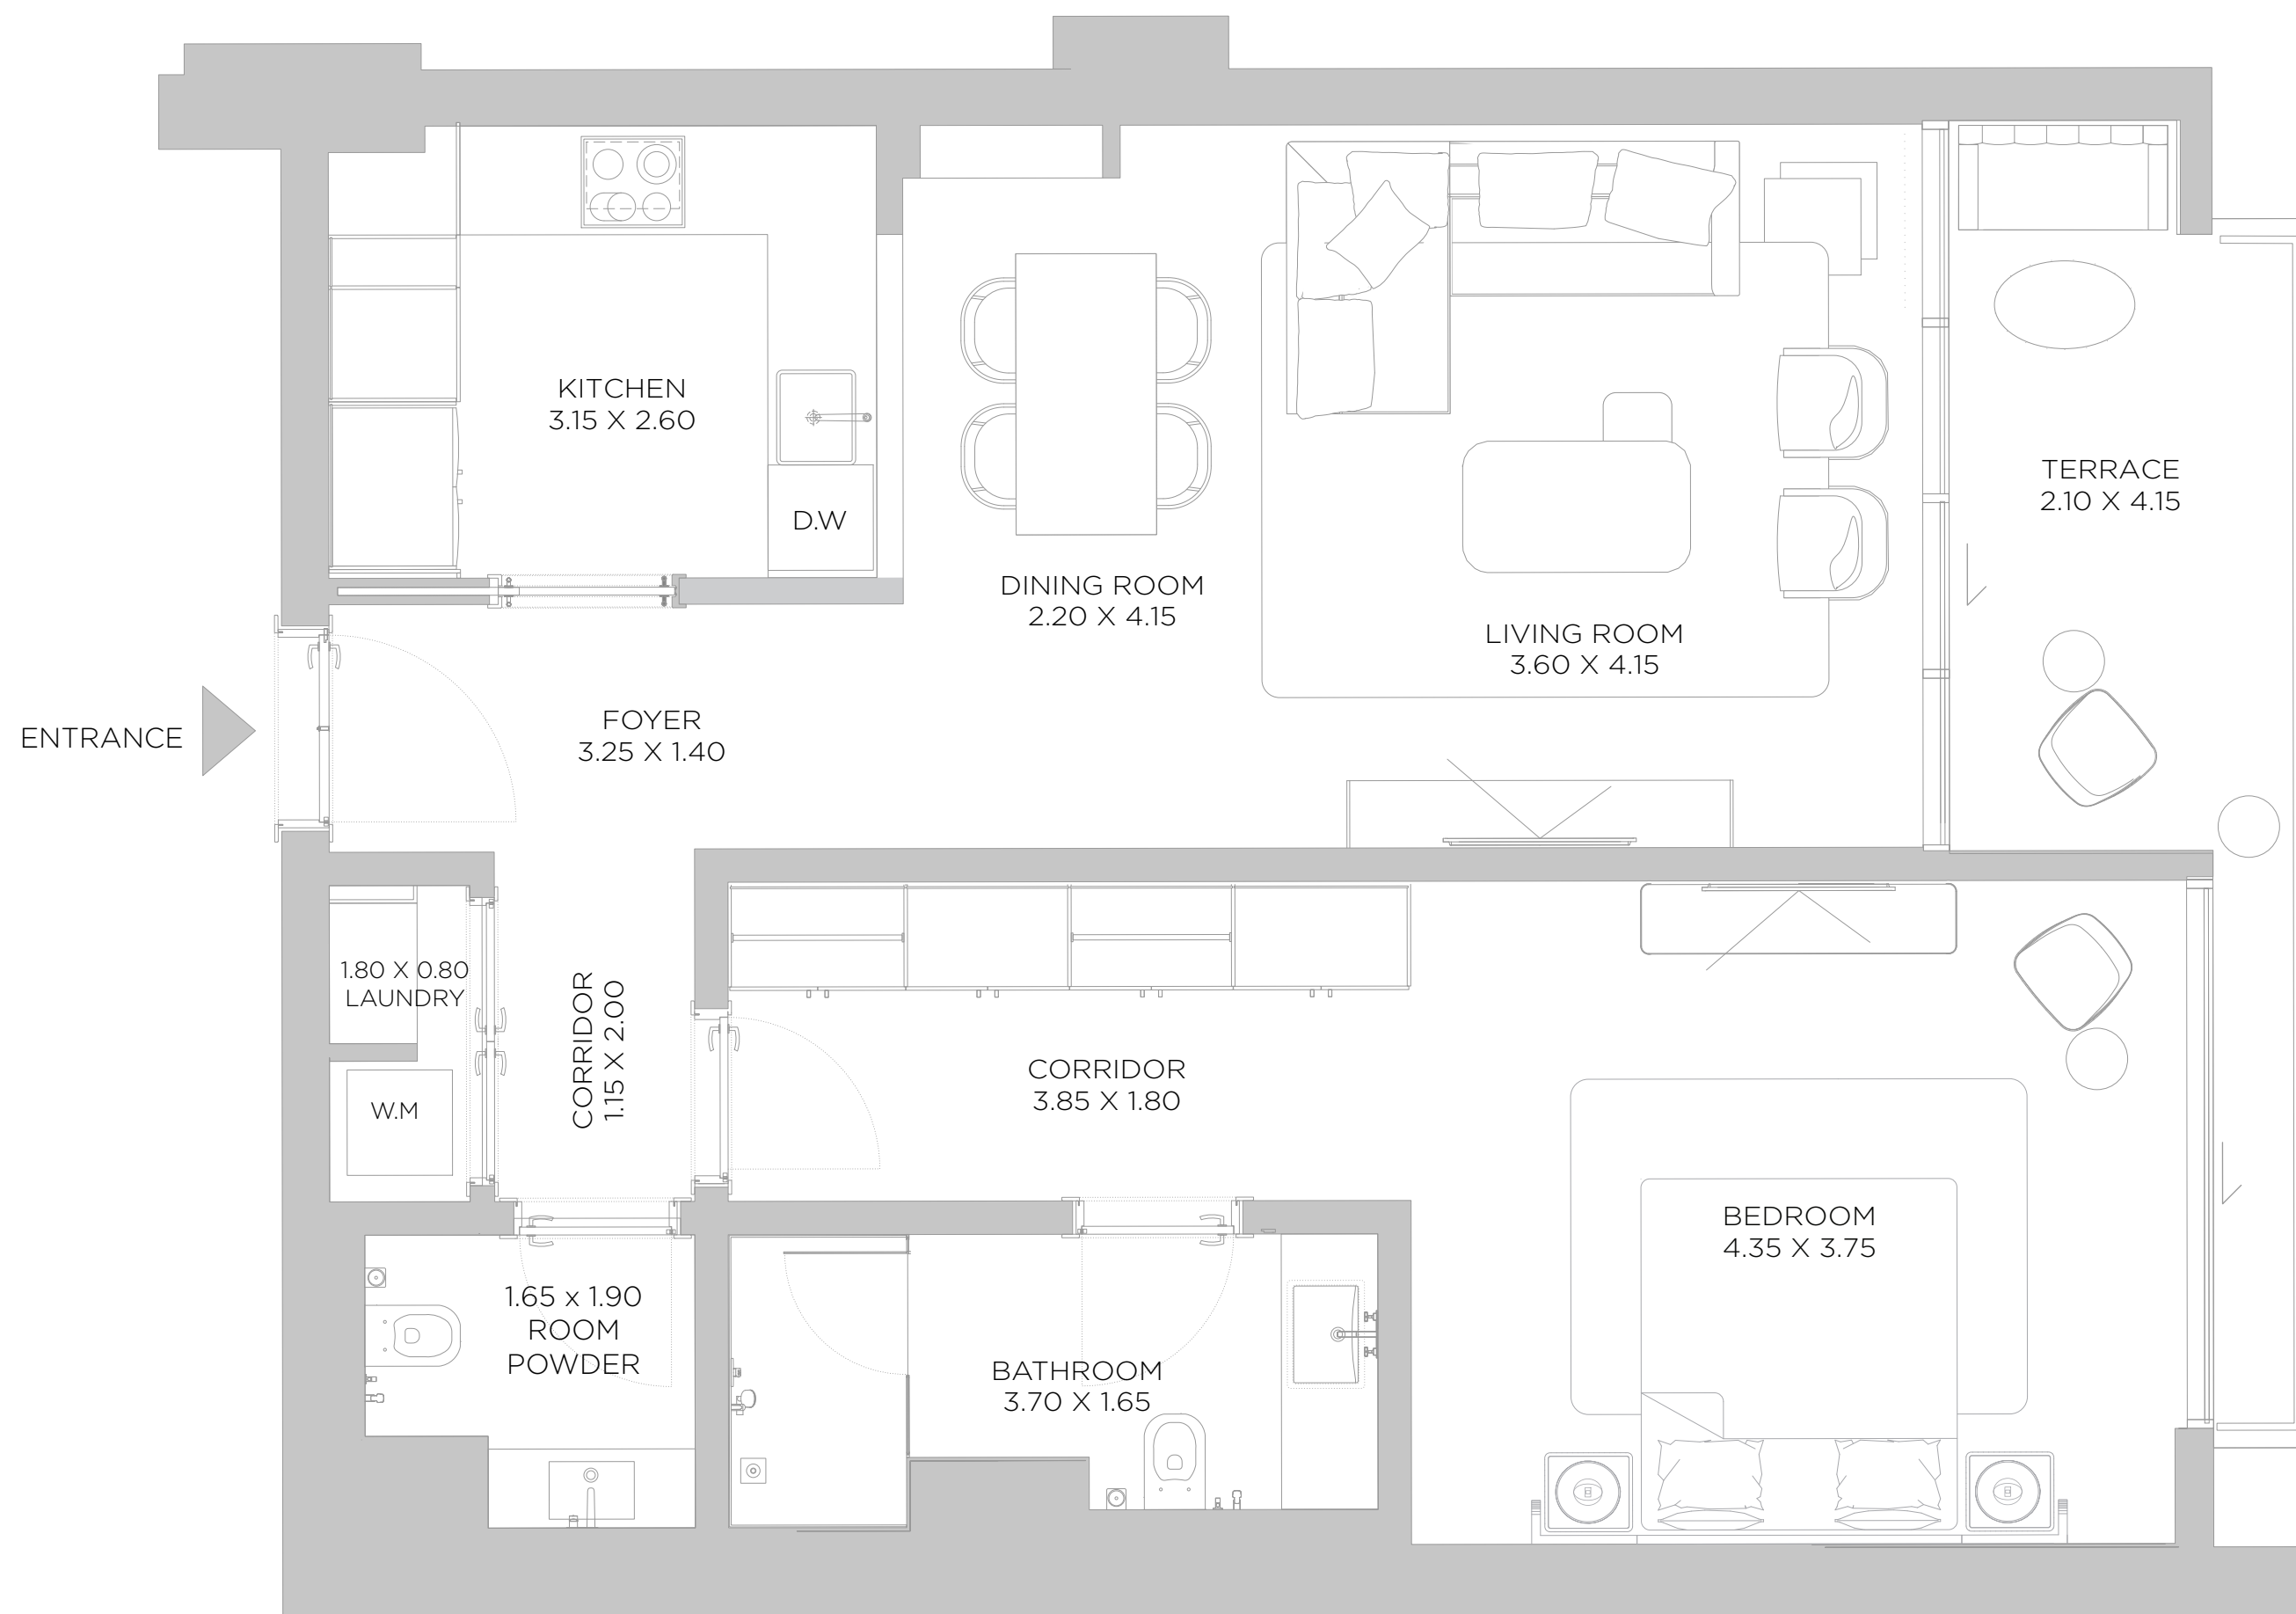 KITCHEN
3.15 X 2.60
D.W
DINING ROOM
2.20 X 4.15
LIVING ROOM
3.60 X 4.15
TERRACE
2.10 X 4.15
ENTRANCE
FOYER
3.25 X 1.40
1.80 X 0.80
LAUNDRY
W.M
CORRIDOR
1.15 X 2.00
CORRIDOR
3.85 X 1.80
BEDROOM
4.35 X 3.75
1.65 x 1.90
ROOM
POWDER
BATHROOM
3.70 X 1.65